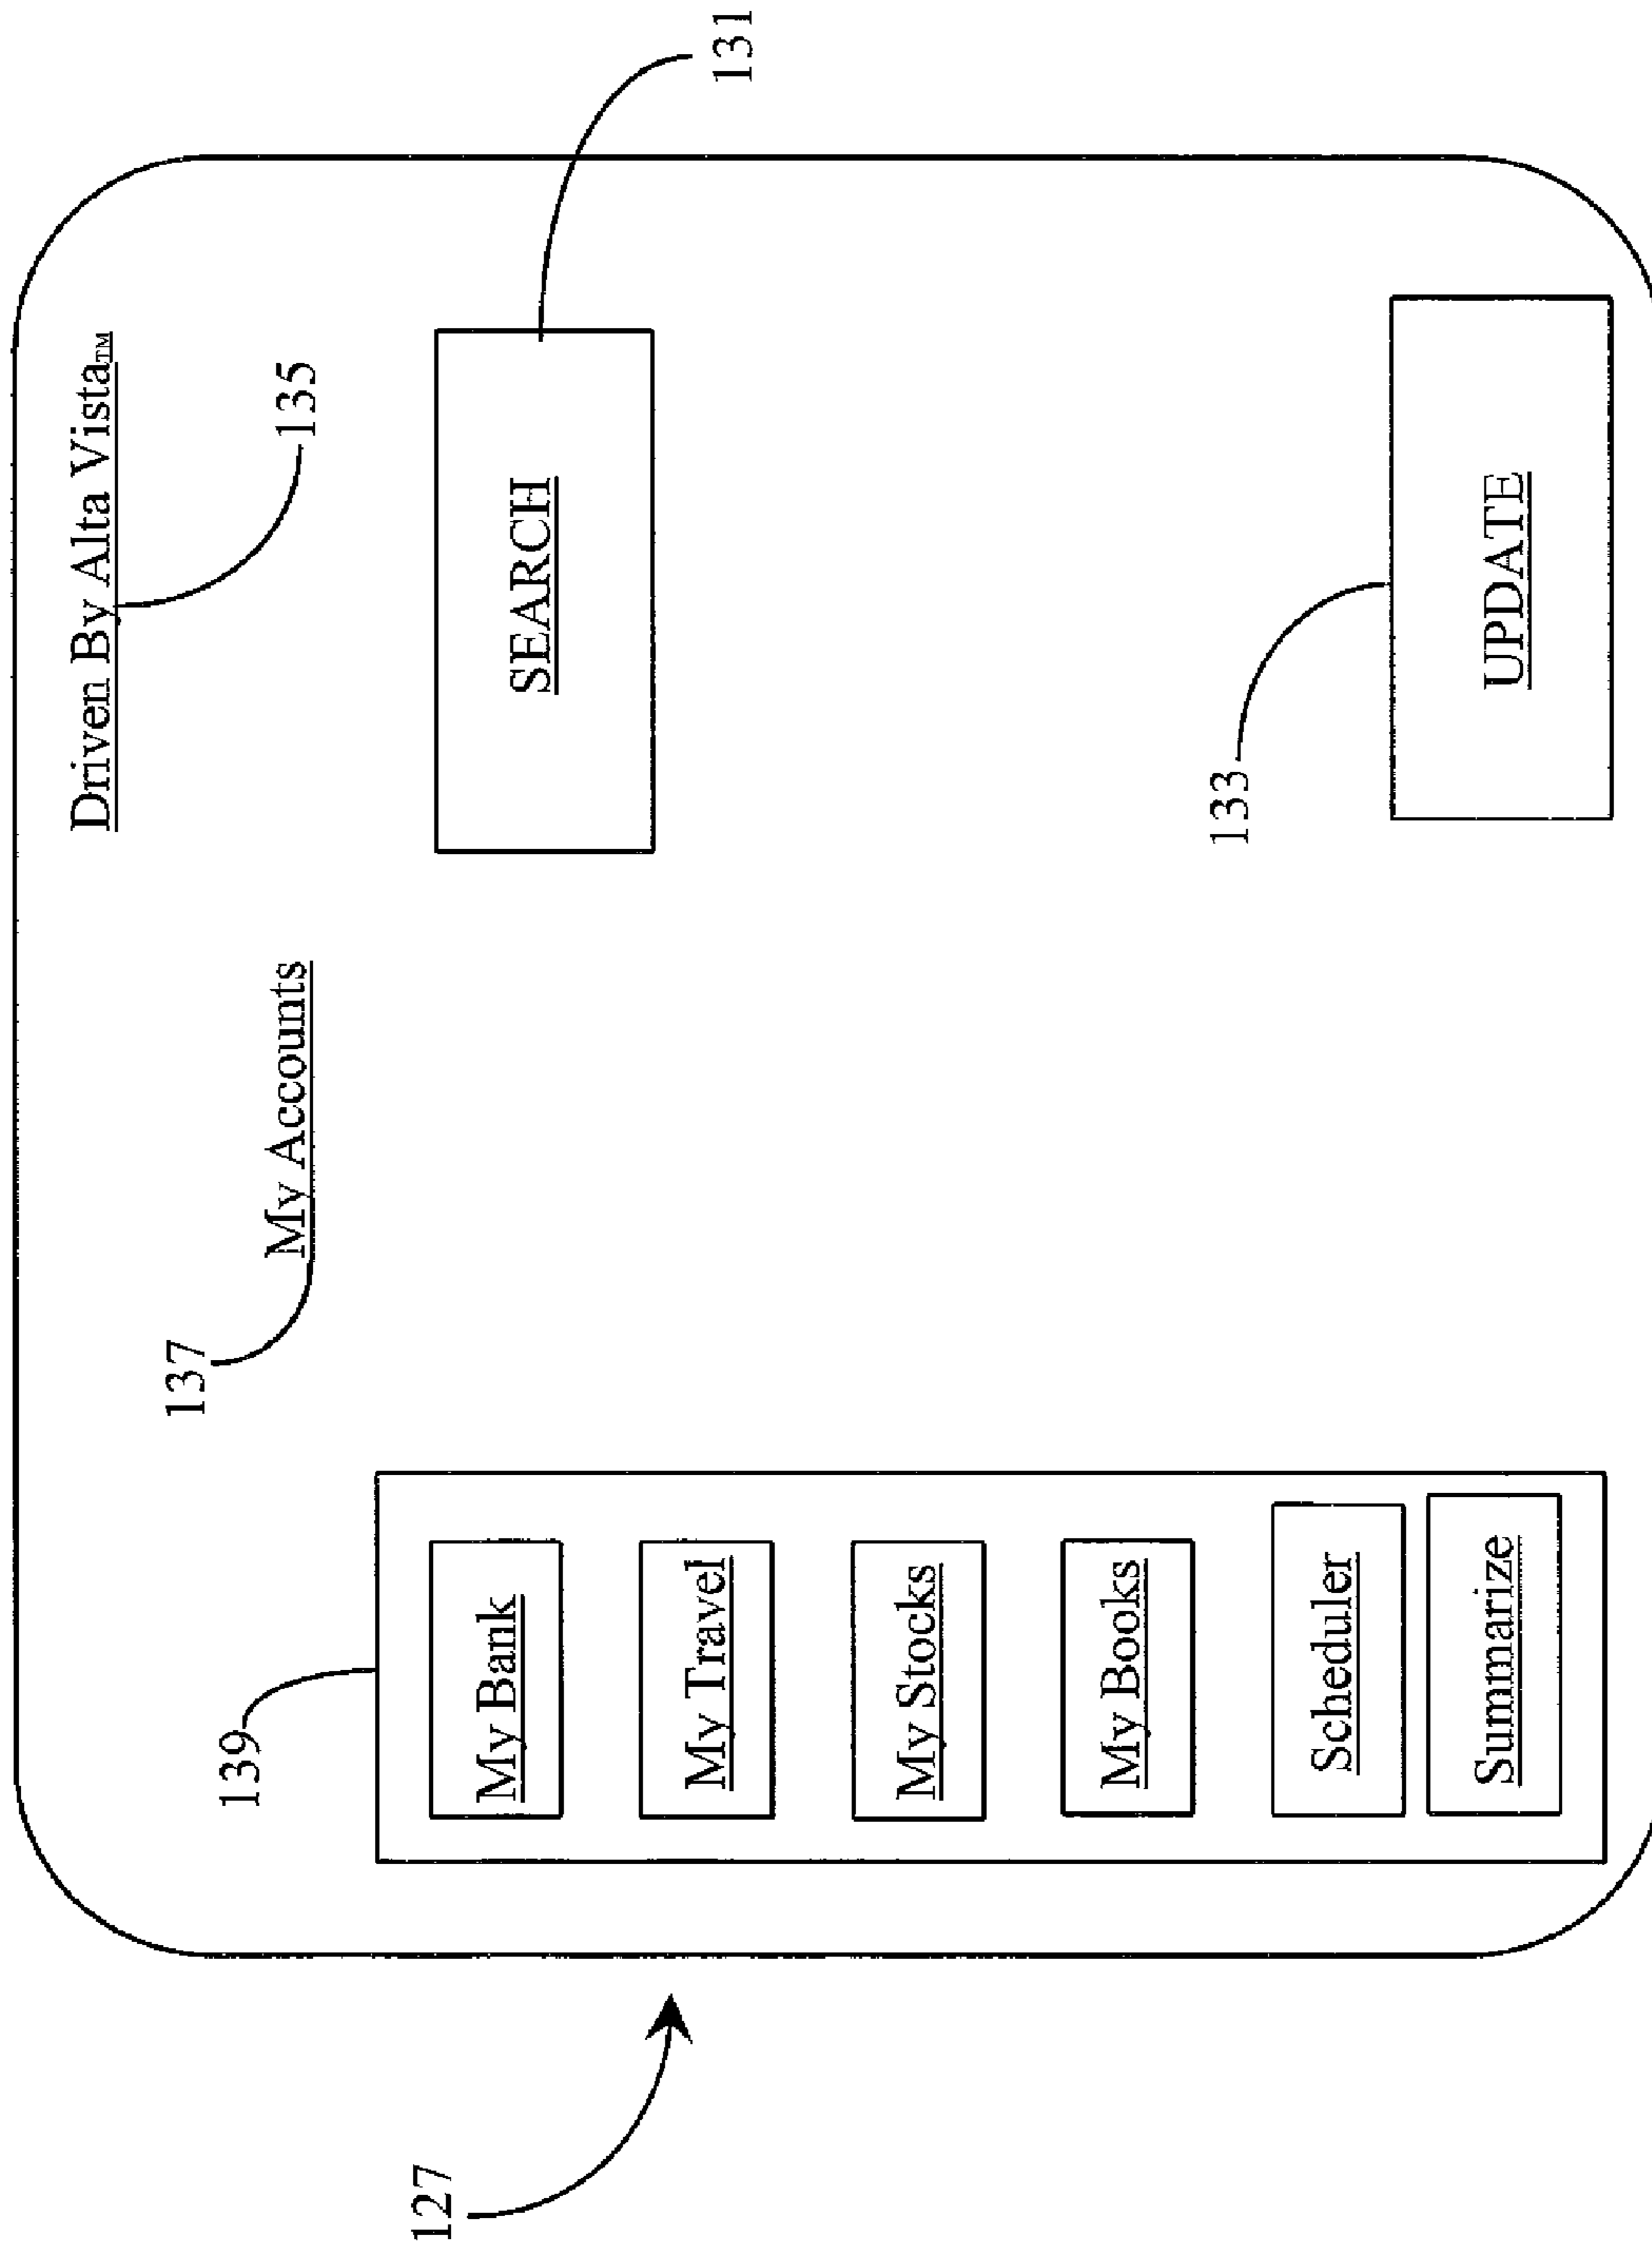 Driven By Alta Vista™
135
137
My Accounts
139
My Bank
My Travel
My Stocks
My Books
Scheduler
Summarize
SEARCH
131
133
UPDATE
127